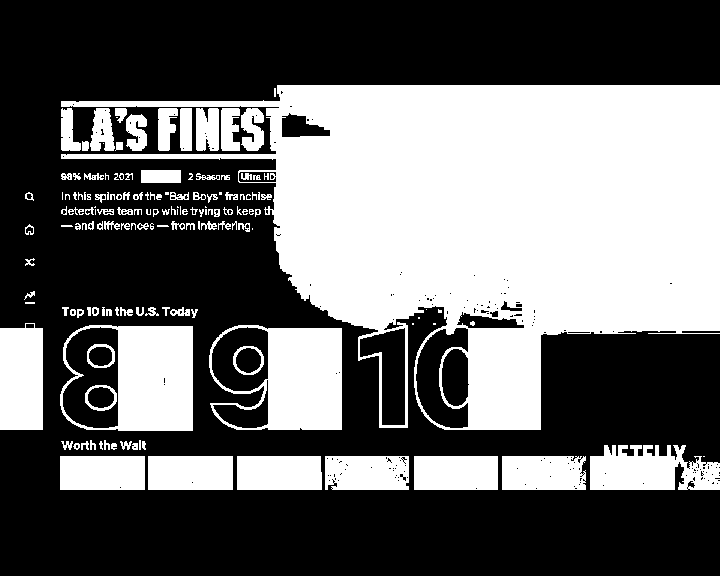 L.A.'s FINEST
98% Match 2021 2 Seasons Ultra HD
In this spinoff of the "Bad Boys" franchise,
detectives team up while trying to keep th
— and differences — from interfering.
Top 10 in the U.S. Today
8 9 10
Worth the Wait
NETFLIX